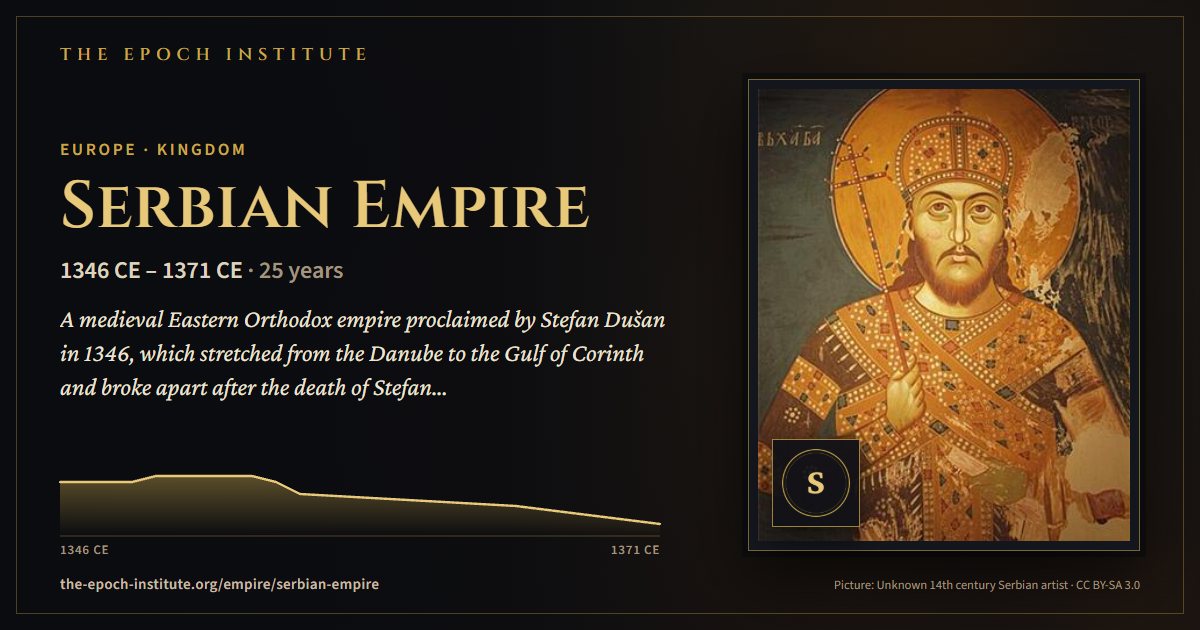 THE EPOCH INSTITUTE
EUROPE · KINGDOM
SERBIAN EMPIRE
1346 CE – 1371 CE · 25 years
A medieval Eastern Orthodox empire proclaimed by Stefan Dušan
in 1346, which stretched from the Danube to the Gulf of Corinth
and broke apart after the death of Stefan...
S
1346 CE
1371 CE
the-epoch-institute.org/empire/serbian-empire
Picture: Unknown 14th century Serbian artist · CC BY-SA 3.0